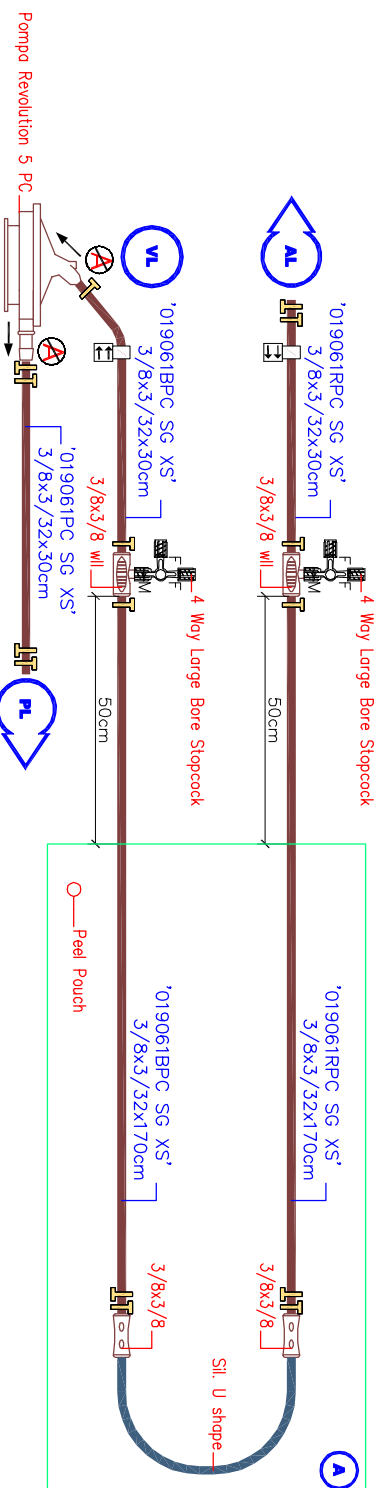 4 Way Large Bore Stopcock
'019061RPC SG XS'
3/8x3/32x30cm
3/8x3/8 wll
M
AL
50cm
'019061RPC SG XS'
3/8x3/32x170cm
3/8x3/8
A
4 Way Large Bore Stopcock
'019061BPC SG XS'
3/8x3/32x30cm
3/8x3/8 wll
M
VL
50cm
'019061BPC SG XS'
3/8x3/32x170cm
3/8x3/8
Sil. U shape
Peel Pouch
A
A
'019061PC SG XS'
3/8x3/32x30cm
PL
Pompa Revolution 5 PC